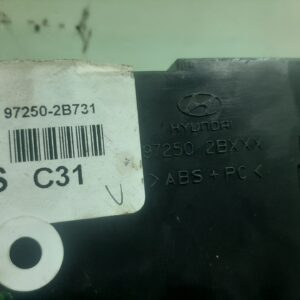 97250-2B731
S C31
V
HYUNDAI
97250 2BXXX
>ABS+PC<